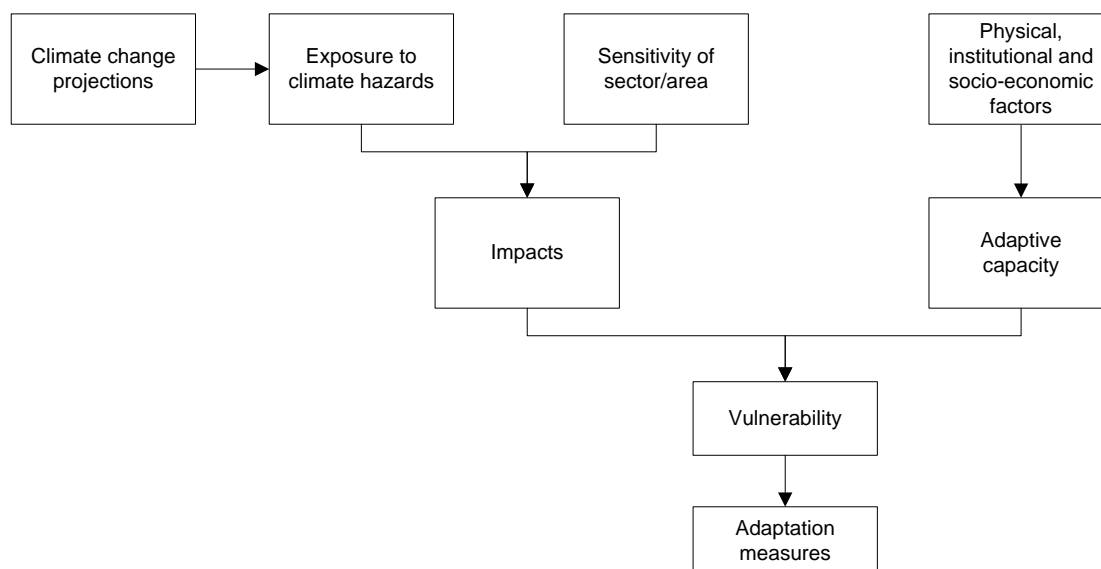 Climate change
projections
Exposure to
climate hazards
Sensitivity of
sector/area
Physical,
institutional and
socio-economic
factors
Impacts
Adaptive
capacity
Vulnerability
Adaptation
measures